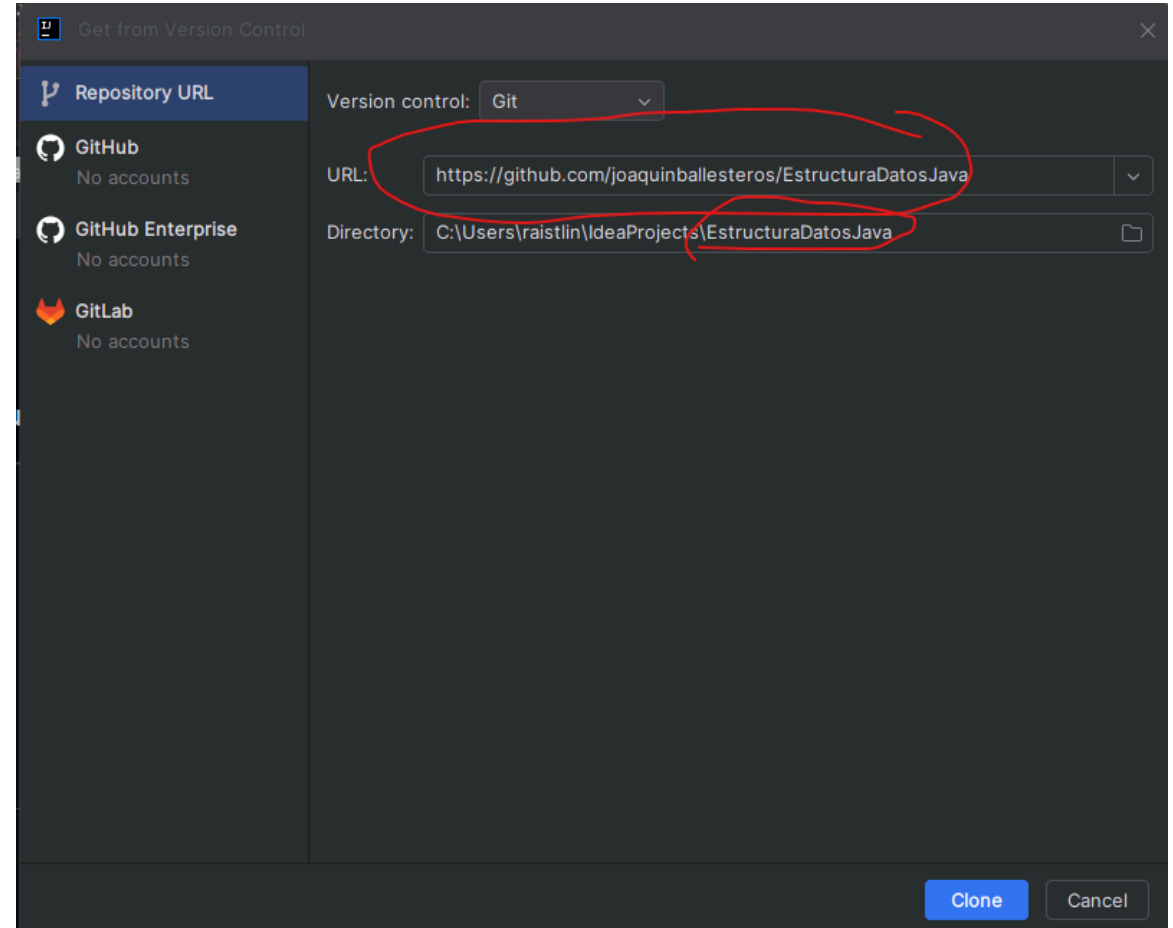 Get from Version Control
Repository URL
GitHub
No accounts
GitHub Enterprise
No accounts
GitLab
No accounts
Version control: Git
URL: https://github.com/joaquinballesteros/EstructuraDatosJava
Directory: C:\Users\raistlin\IdeaProjects\EstructuraDatosJava
Clone Cancel